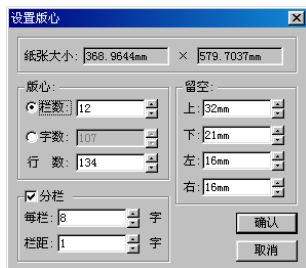 设置版心
纸张大小: 368.9644mm × 579.7037mm
版心:
栏数: 12
字数: 107
行 数: 134
留空:
上: 32mm
下: 21mm
左: 16mm
右: 16mm
分栏
每栏: 8 字
栏距: 1 字
确认
取消